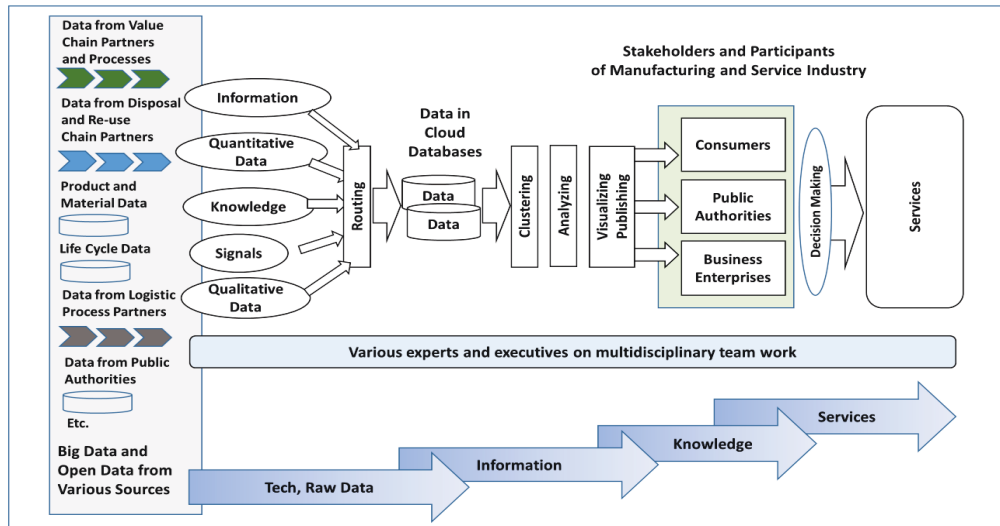 Data from Value
Chain Partners
and Processes
Data from Disposal
and Re-use
Chain Partners
Product and
Material Data
Life Cycle Data
Data from Logistic
Process Partners
Data from Public
Authorities
Etc.
Big Data and
Open Data from
Various Sources
Information
Quantitative
Data
Knowledge
Signals
Qualitative
Data
Routing
Data in
Cloud
Databases
Data
Data
Clustering
Analyzing
Visualizing
Publishing
Stakeholders and Participants
of Manufacturing and Service Industry
Consumers
Public
Authorities
Business
Enterprises
Decision Making
Services
Various experts and executives on multidisciplinary team work
Tech, Raw Data
Information
Knowledge
Services